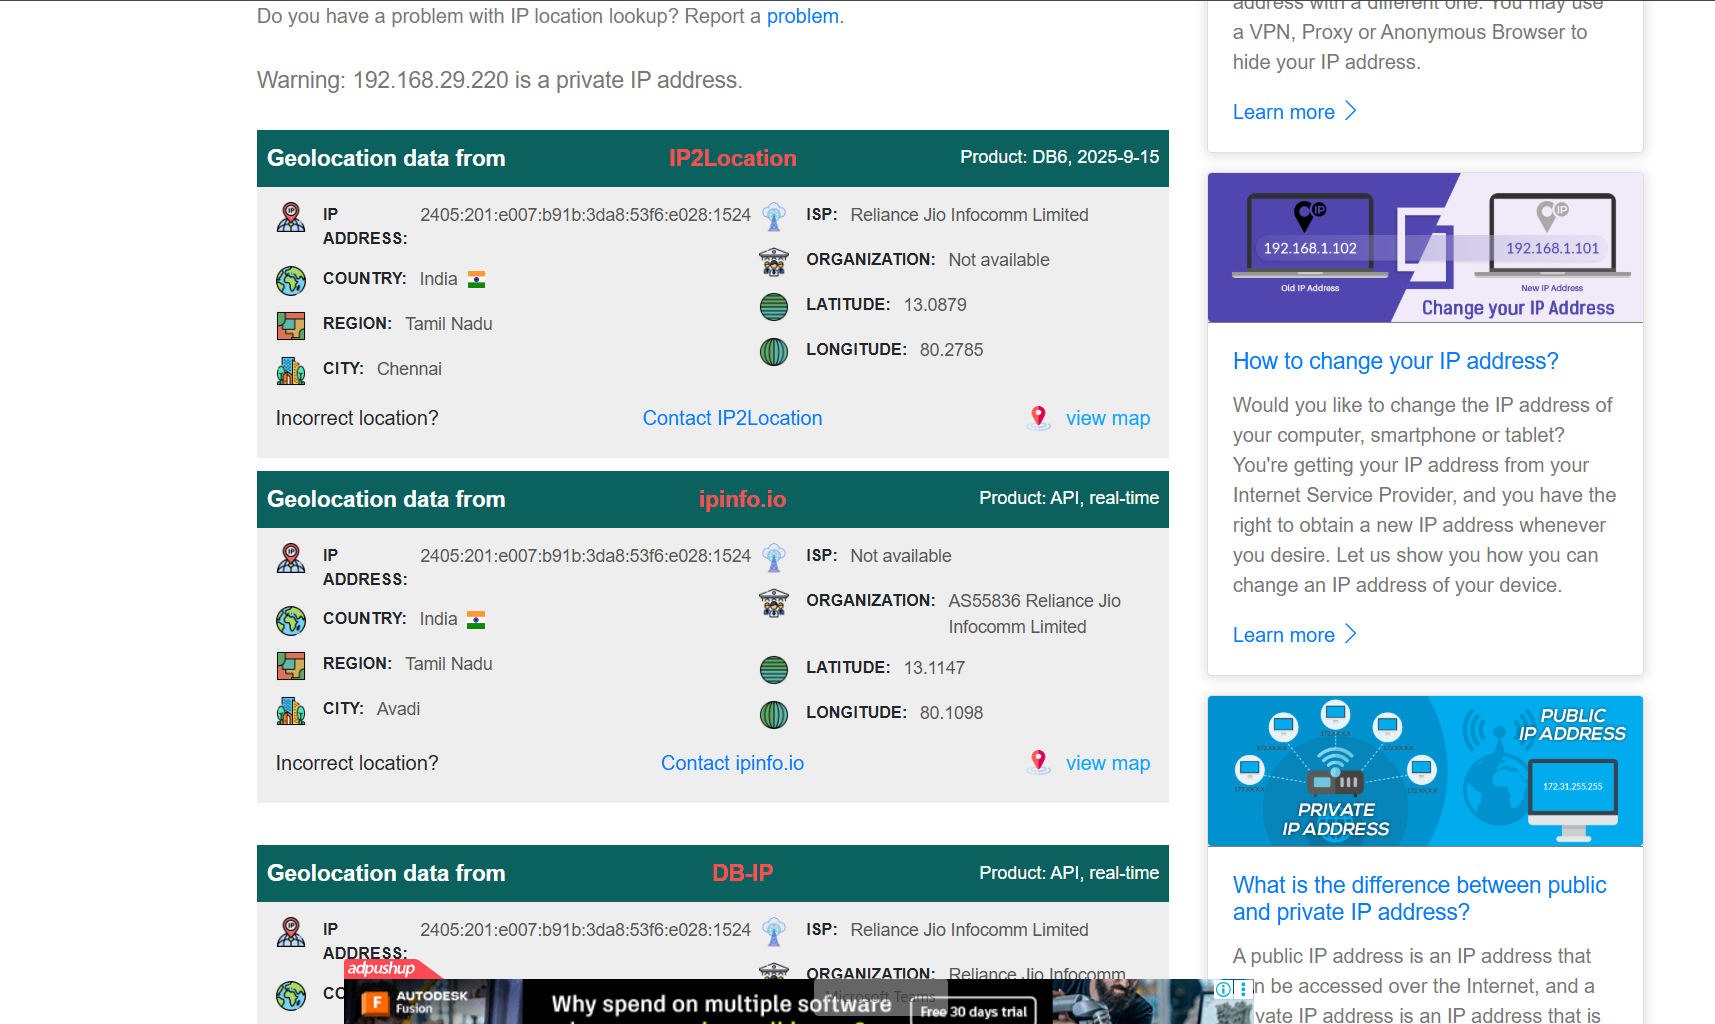 Do you have a problem with IP location lookup? Report a problem.
Warning: 192.168.29.220 is a private IP address.
Geolocation data from IP2Location Product: DB6, 2025-9-15
IP ADDRESS: 2405:201:e007:b91b:3da8:53f6:e028:1524
COUNTRY: India
REGION: Tamil Nadu
CITY: Chennai
ISP: Reliance Jio Infocomm Limited
ORGANIZATION: Not available
LATITUDE: 13.0879
LONGITUDE: 80.2785
Incorrect location? Contact IP2Location view map
Geolocation data from ipinfo.io Product: API, real-time
IP ADDRESS: 2405:201:e007:b91b:3da8:53f6:e028:1524
COUNTRY: India
REGION: Tamil Nadu
CITY: Avadi
ISP: Not available
ORGANIZATION: AS55836 Reliance Jio
Infocomm Limited
LATITUDE: 13.1147
LONGITUDE: 80.1098
Incorrect location? Contact ipinfo.io view map
Geolocation data from DB-IP Product: API, real-time
IP ADDRESS: 2405:201:e007:b91b:3da8:53f6:e028:1524
ISP: Reliance Jio Infocomm Limited
ORGANIZATION: Reliance Jio Infocomm
adpushup
AUTODESK
Fusion
Why spend on multiple software
Microsoft Teams
Free 30 days trial
address with a different one. You may use
a VPN, Proxy or Anonymous Browser to
hide your IP address.
Learn more
IP
192.168.1.102
Old IP Address
IP
192.168.1.101
New IP Address
Change your IP Address
How to change your IP address?
Would you like to change the IP address of
your computer, smartphone or tablet?
You're getting your IP address from your
Internet Service Provider, and you have the
right to obtain a new IP address whenever
you desire. Let us show you how you can
change an IP address of your device.
Learn more
PRIVATE
IP ADDRESS
PUBLIC
IP ADDRESS
172.31.255.255
What is the difference between public
and private IP address?
A public IP address is an IP address that
be accessed over the Internet, and a
IP address is an IP address that is